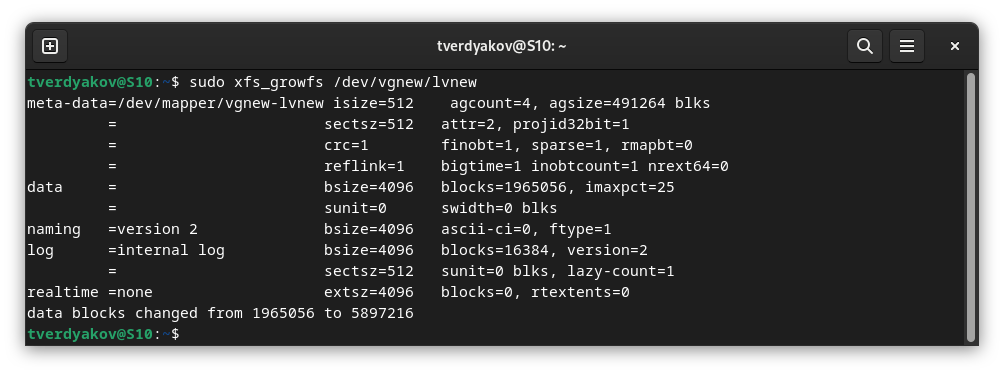 tverdyakov@S10: ~
tverdyakov@S10:~$ sudo xfs_growfs /dev/vgnew/lvnew
meta-data=/dev/mapper/vgnew-lvnew isize=512    agcount=4, agsize=491264 blks
         =                       sectsz=512   attr=2, projid32bit=1
         =                       crc=1        finobt=1, sparse=1, rmapbt=0
         =                       reflink=1    bigtime=1 inobtcount=1 nrext64=0
data     =                       bsize=4096   blocks=1965056, imaxpct=25
         =                       sunit=0      swidth=0 blks
naming   =version 2              bsize=4096   ascii-ci=0, ftype=1
log      =internal log           bsize=4096   blocks=16384, version=2
         =                       sectsz=512   sunit=0 blks, lazy-count=1
realtime =none                   extsz=4096   blocks=0, rtextents=0
data blocks changed from 1965056 to 5897216
tverdyakov@S10:~$